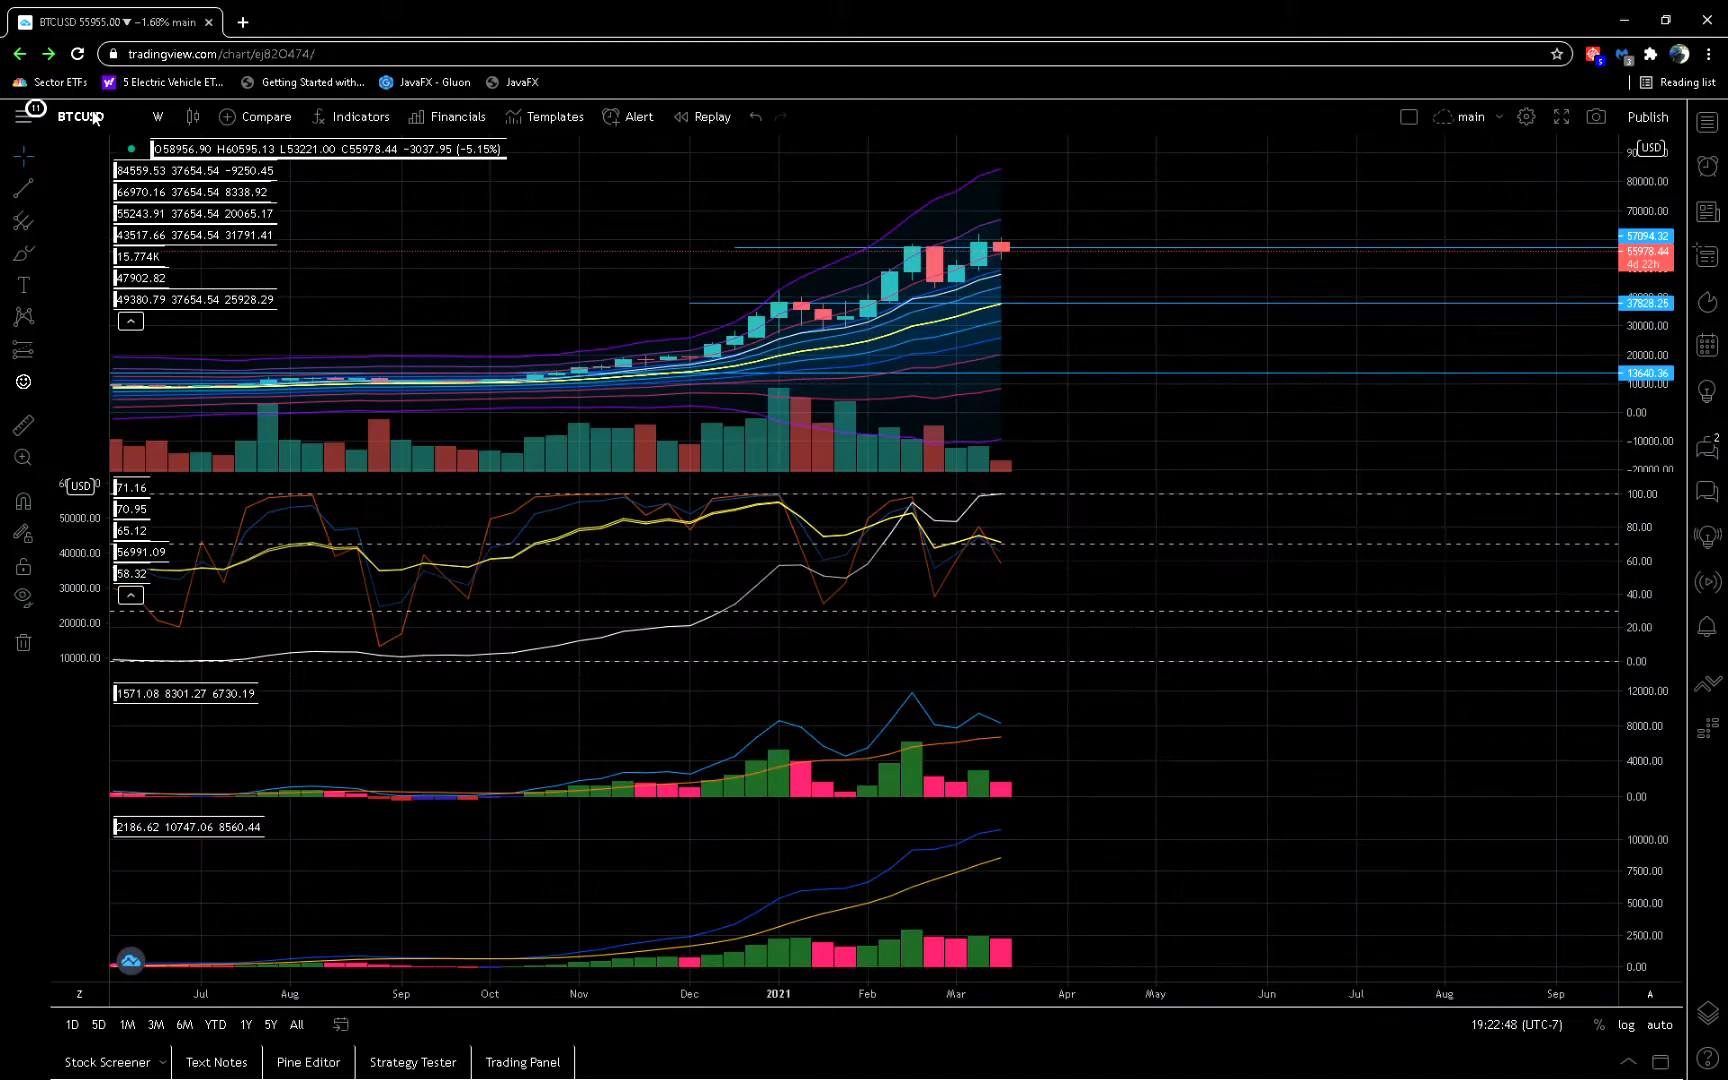 BTCUSD 55955.00 ▼ −1.68% main
tradingview.com/chart/ej82O474/
Sector ETFs
5 Electric Vehicle ET...
Getting Started with...
JavaFX - Gluon
JavaFX
Reading list
11
BTCUSD
W
Compare
Indicators
Financials
Templates
Alert
Replay
main
Publish
O58956.90 H60595.13 L53221.00 C55978.44 −3037.95 (−5.15%)
84559.53 37654.54 −9250.45
66970.16 37654.54 8338.92
55243.91 37654.54 20065.17
43517.66 37654.54 31791.41
15.774K
47902.82
49380.79 37654.54 25928.29
USD
80000.00
70000.00
57094.32
55978.44
4d 22h
37828.25
30000.00
20000.00
13640.36
10000.00
0.00
−10000.00
−20000.00
USD
71.16
70.95
65.12
56991.09
58.32
50000.00
40000.00
30000.00
20000.00
10000.00
100.00
80.00
60.00
40.00
20.00
0.00
1571.08 8301.27 6730.19
12000.00
8000.00
4000.00
0.00
2186.62 10747.06 8560.44
10000.00
7500.00
5000.00
2500.00
0.00
Z
Jul
Aug
Sep
Oct
Nov
Dec
2021
Feb
Mar
Apr
May
Jun
Jul
Aug
Sep
A
1D 5D 1M 3M 6M YTD 1Y 5Y All
19:22:48 (UTC-7)
% log auto
Stock Screener
Text Notes
Pine Editor
Strategy Tester
Trading Panel